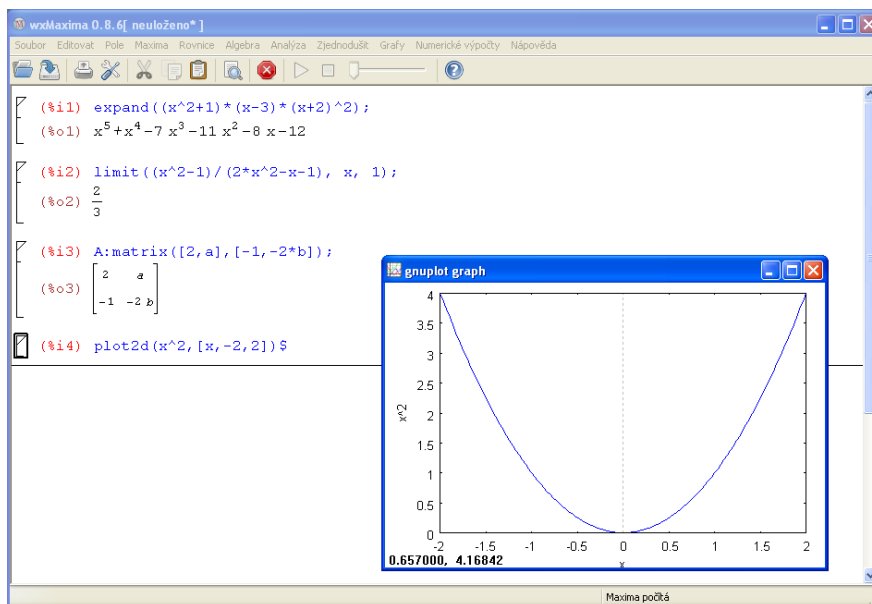 wxMaxima 0.8.6[ neuloženo* ]
Soubor Editovat Pole Maxima Rovnice Algebra Analýza Zjednodušit Grafy Numerické výpočty Nápověda
(%i1) expand((x^2+1)*(x-3)*(x+2)^2);
(%o1) x⁵+x⁴-7 x³-11 x²-8 x-12
(%i2) limit((x^2-1)/(2*x^2-x-1), x, 1);
(%o2) 2/3
(%i3) A:matrix([2,a],[-1,-2*b]);
(%o3)
2 a
-1 -2 b
(%i4) plot2d(x^2,[x,-2,2])$
gnuplot graph
4
3.5
3
2.5
2
1.5
1
0.5
0
x^2
-2 -1.5 -1 -0.5 0 0.5 1 1.5 2
x
0.657000, 4.16842
Maxima počítá